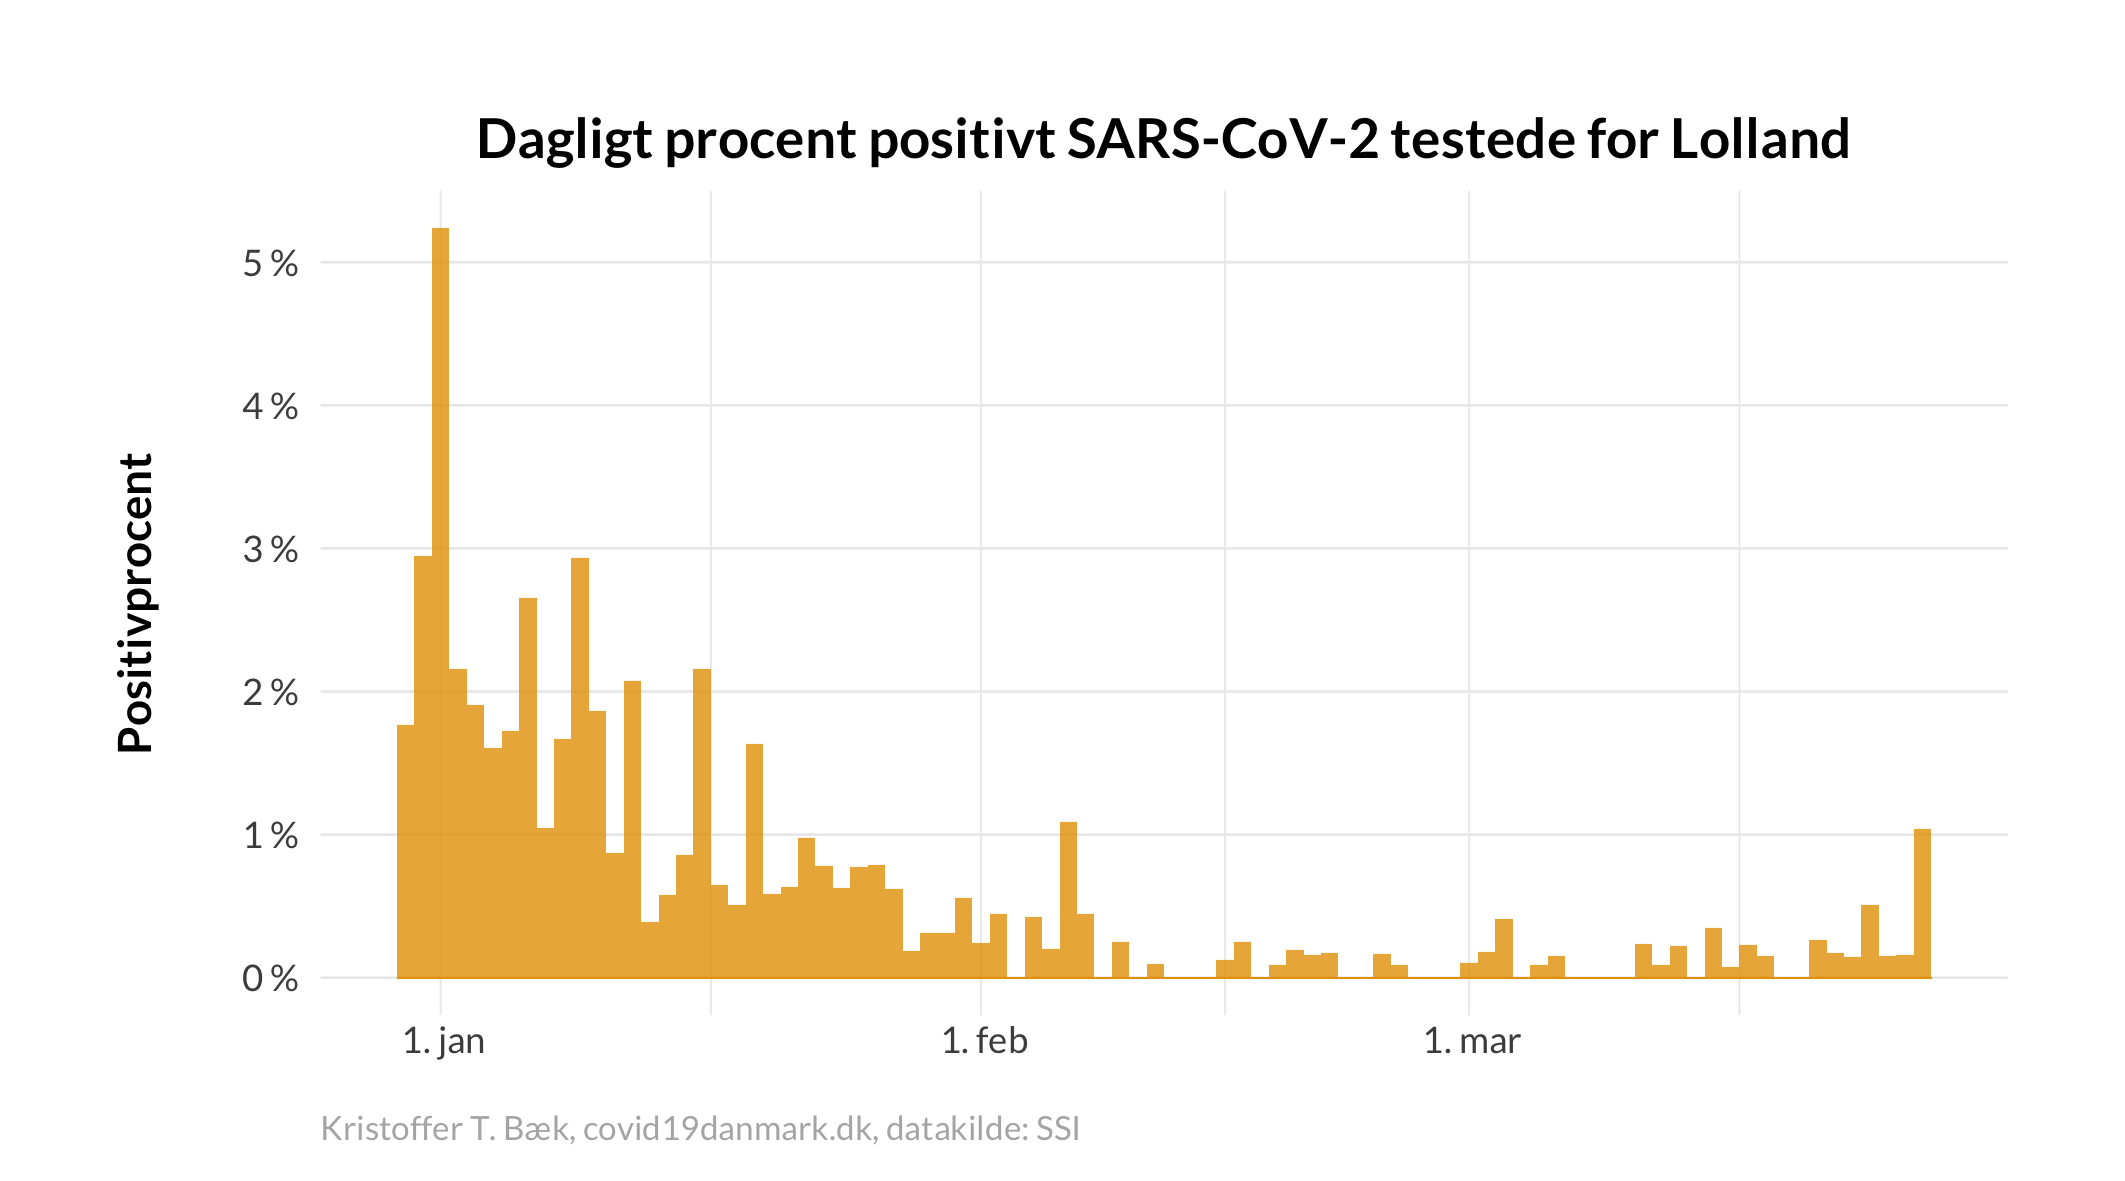 Dagligt procent positivt SARS-CoV-2 testede for Lolland
Positivprocent
5 %
4 %
3 %
2 %
1 %
0 %
1. jan
1. feb
1. mar
Kristoffer T. Bæk, covid19danmark.dk, datakilde: SSI